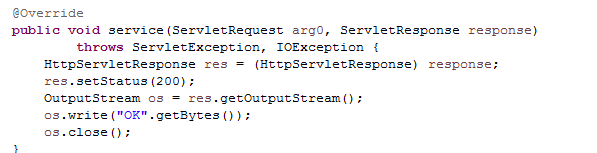 @Override
public void service(ServletRequest arg0, ServletResponse response)
throws ServletException, IOException {
HttpServletResponse res = (HttpServletResponse) response;
res.setStatus(200);
OutputStream os = res.getOutputStream();
os.write("OK".getBytes());
os.close();
}